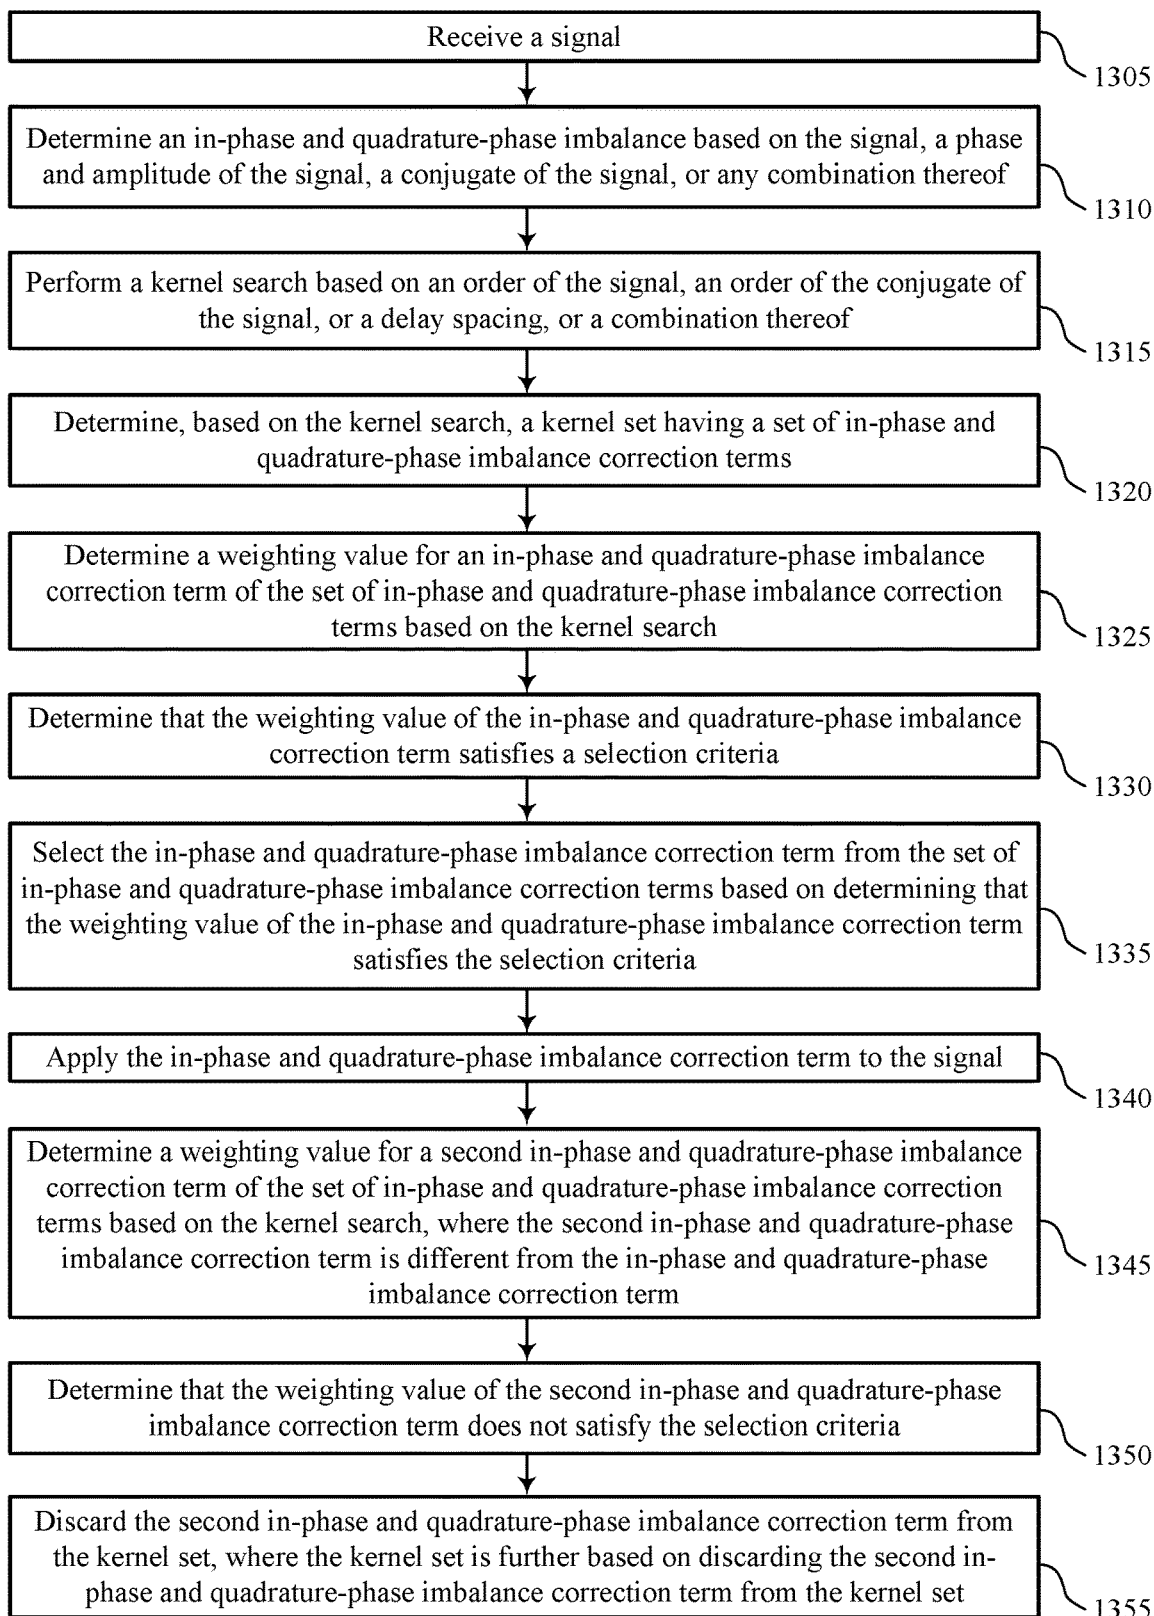 Receive a signal
1305
Determine an in-phase and quadrature-phase imbalance based on the signal, a phase
and amplitude of the signal, a conjugate of the signal, or any combination thereof
1310
Perform a kernel search based on an order of the signal, an order of the conjugate of
the signal, or a delay spacing, or a combination thereof
1315
Determine, based on the kernel search, a kernel set having a set of in-phase and
quadrature-phase imbalance correction terms
1320
Determine a weighting value for an in-phase and quadrature-phase imbalance
correction term of the set of in-phase and quadrature-phase imbalance correction
terms based on the kernel search
1325
Determine that the weighting value of the in-phase and quadrature-phase imbalance
correction term satisfies a selection criteria
1330
Select the in-phase and quadrature-phase imbalance correction term from the set of
in-phase and quadrature-phase imbalance correction terms based on determining that
the weighting value of the in-phase and quadrature-phase imbalance correction term
satisfies the selection criteria
1335
Apply the in-phase and quadrature-phase imbalance correction term to the signal
1340
Determine a weighting value for a second in-phase and quadrature-phase imbalance
correction term of the set of in-phase and quadrature-phase imbalance correction
terms based on the kernel search, where the second in-phase and quadrature-phase
imbalance correction term is different from the in-phase and quadrature-phase
imbalance correction term
1345
Determine that the weighting value of the second in-phase and quadrature-phase
imbalance correction term does not satisfy the selection criteria
1350
Discard the second in-phase and quadrature-phase imbalance correction term from
the kernel set, where the kernel set is further based on discarding the second in-
phase and quadrature-phase imbalance correction term from the kernel set
1355